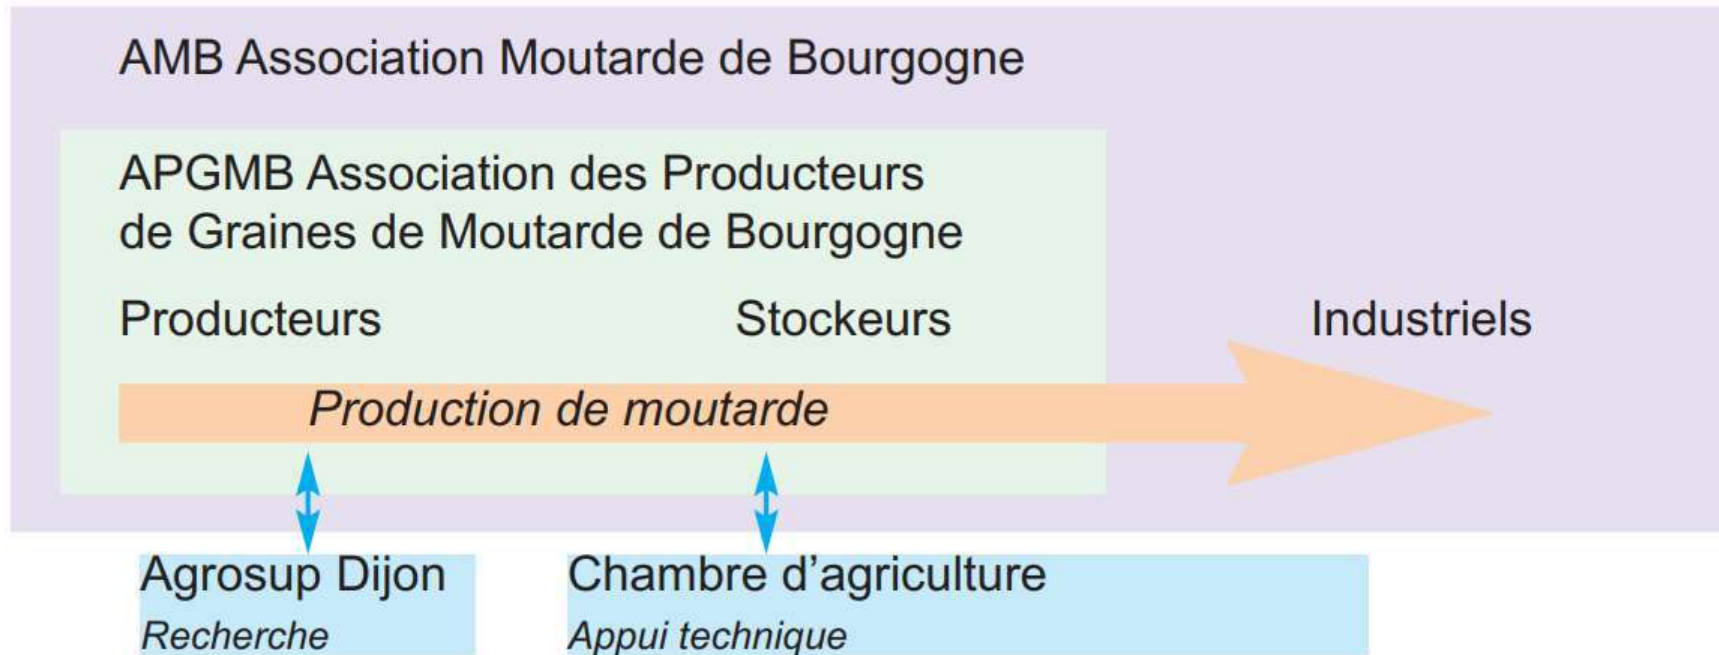 AMB Association Moutarde de Bourgogne
APGMB Association des Producteurs
de Graines de Moutarde de Bourgogne
Producteurs
Stockeurs
Industriels
Production de moutarde
Agrosup Dijon
Recherche
Chambre d’agriculture
Appui technique